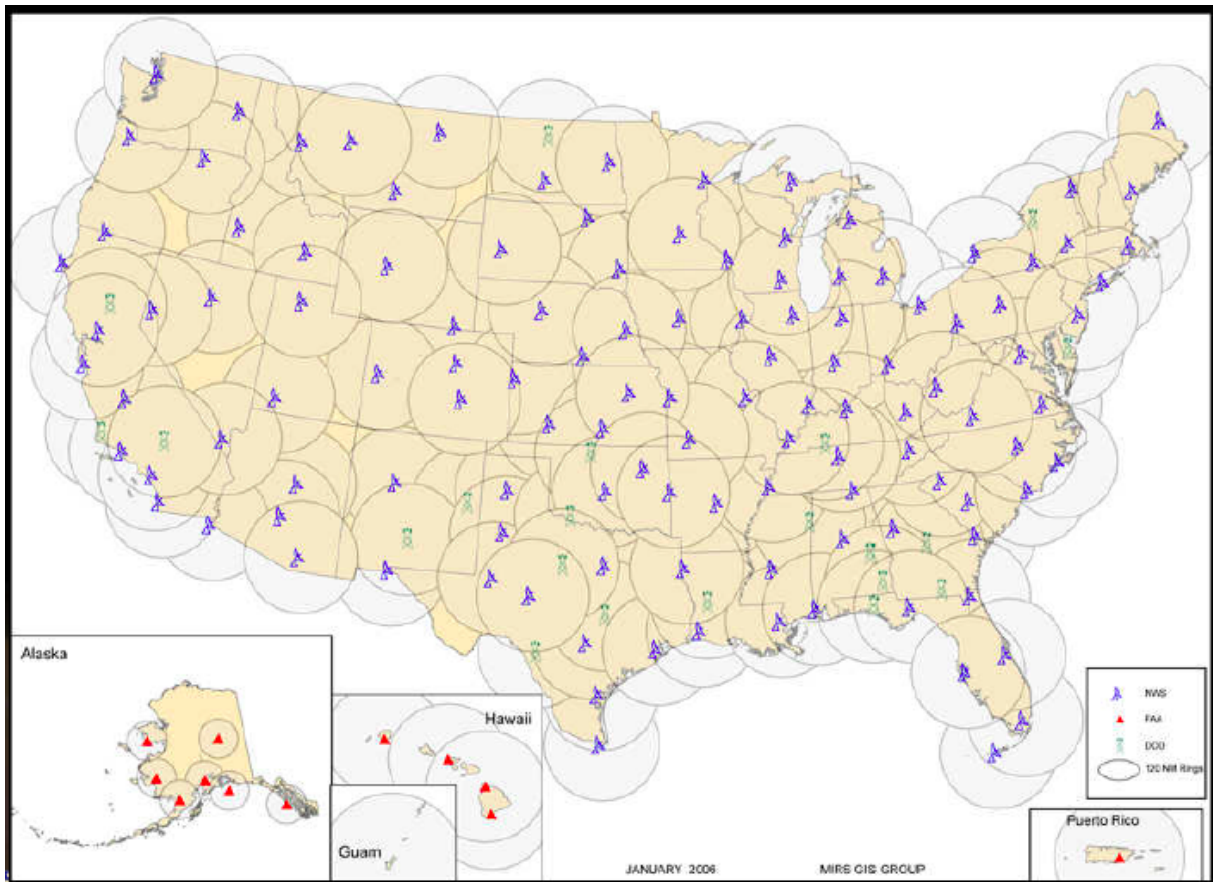 Alaska
Hawaii
Guam
NWS
FAA
DOD
120 NM Rings
Puerto Rico
JANUARY 2006
MIRS GIS GROUP